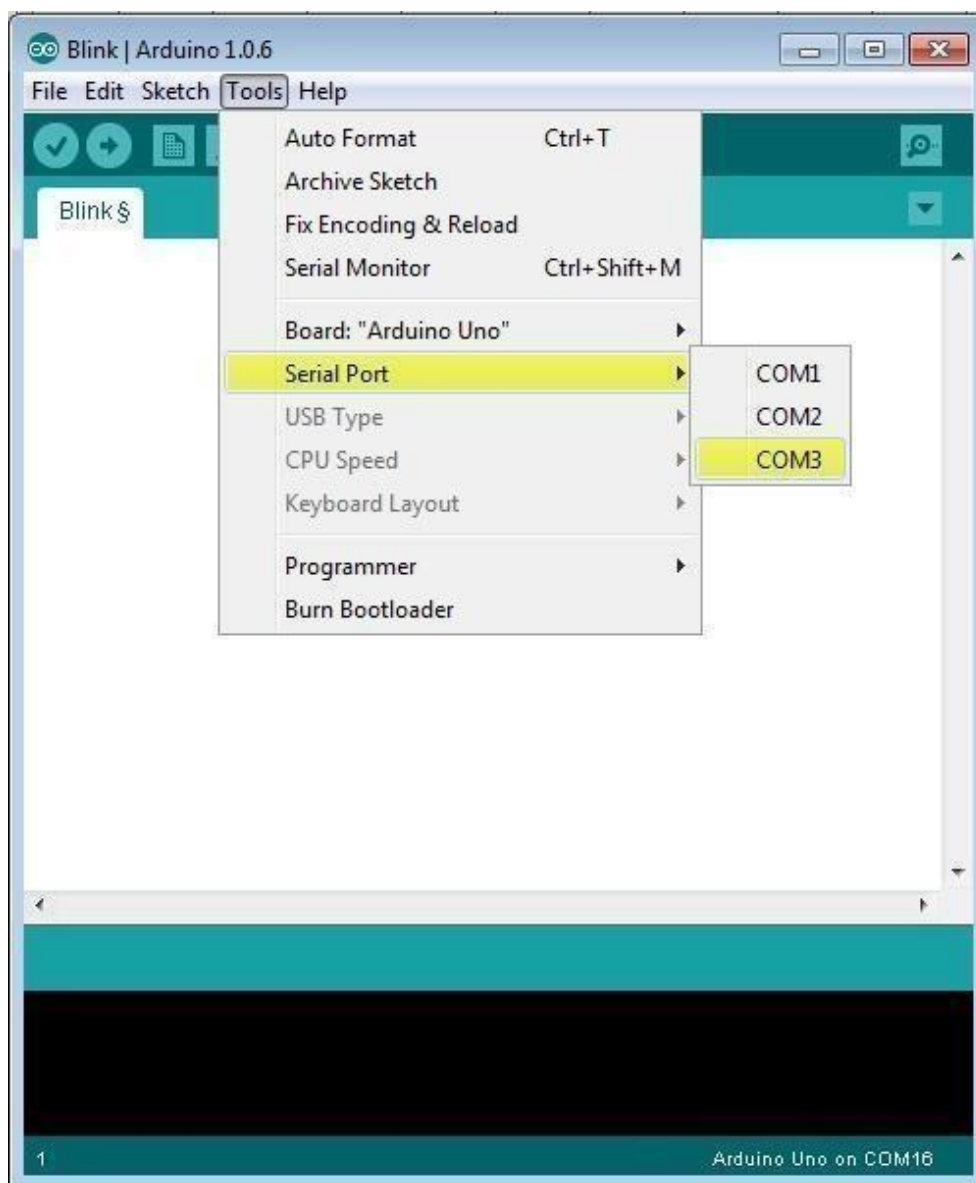 Blink | Arduino 1.0.6
File Edit Sketch Tools Help
Auto Format Ctrl+T
Archive Sketch
Blink §
Fix Encoding & Reload
Serial Monitor Ctrl+Shift+M
Board: "Arduino Uno"
Serial Port
COM1
USB Type
COM2
CPU Speed
COM3
Keyboard Layout
Programmer
Burn Bootloader
1 Arduino Uno on COM16